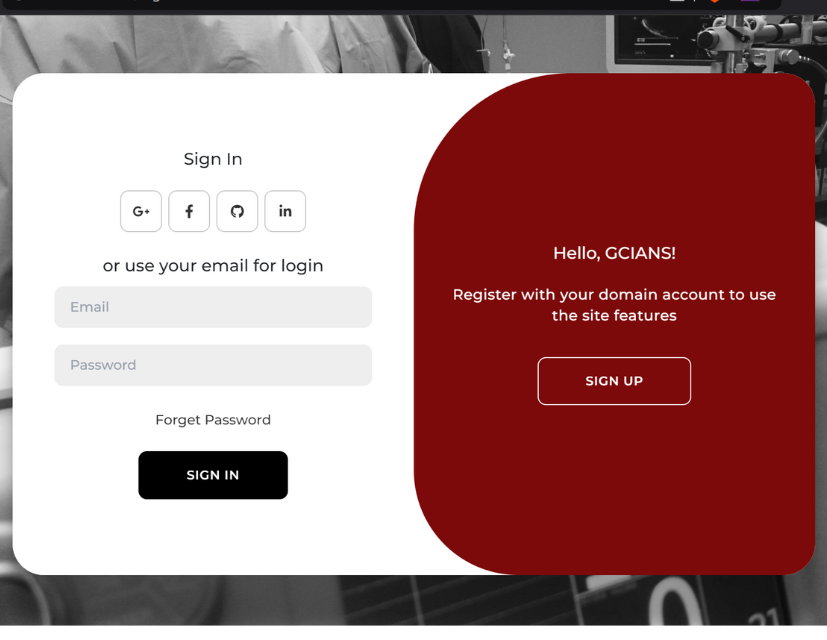 Sign In
G+ f in
or use your email for login
Email
Password
Forget Password
SIGN IN
Hello, GCIANS!
Register with your domain account to use
the site features
SIGN UP
21